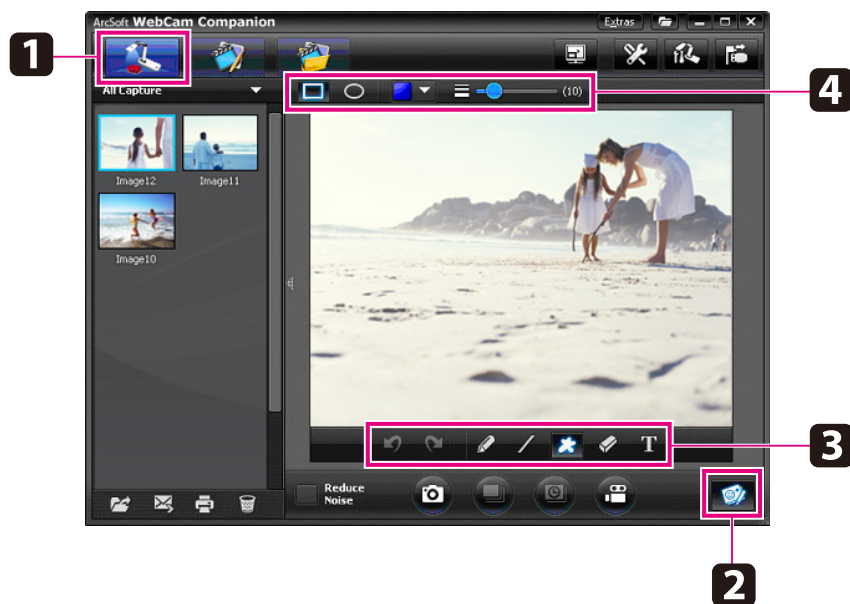 ArcSoft WebCam Companion
Extras
1
All Capture
(10)
4
Image12
Image11
Image10
T
3
Reduce
Noise
2